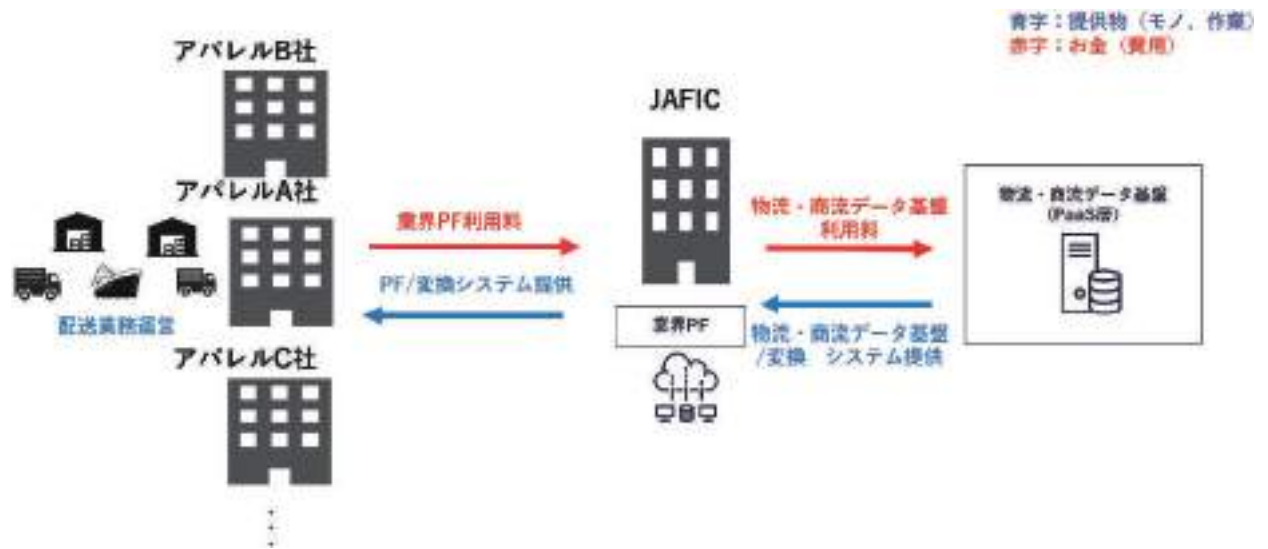 青字：提供物（モノ、作業）
赤字：お金（費用）
アパレルB社
JAFIC
アパレルA社
業界PF利用料
PF/変換システム提供
配送業務運営
アパレルC社
物流・商流データ基盤
利用料
業界PF
物流・商流データ基盤
/変換　システム提供
物流・商流データ基盤
(PaaS層)